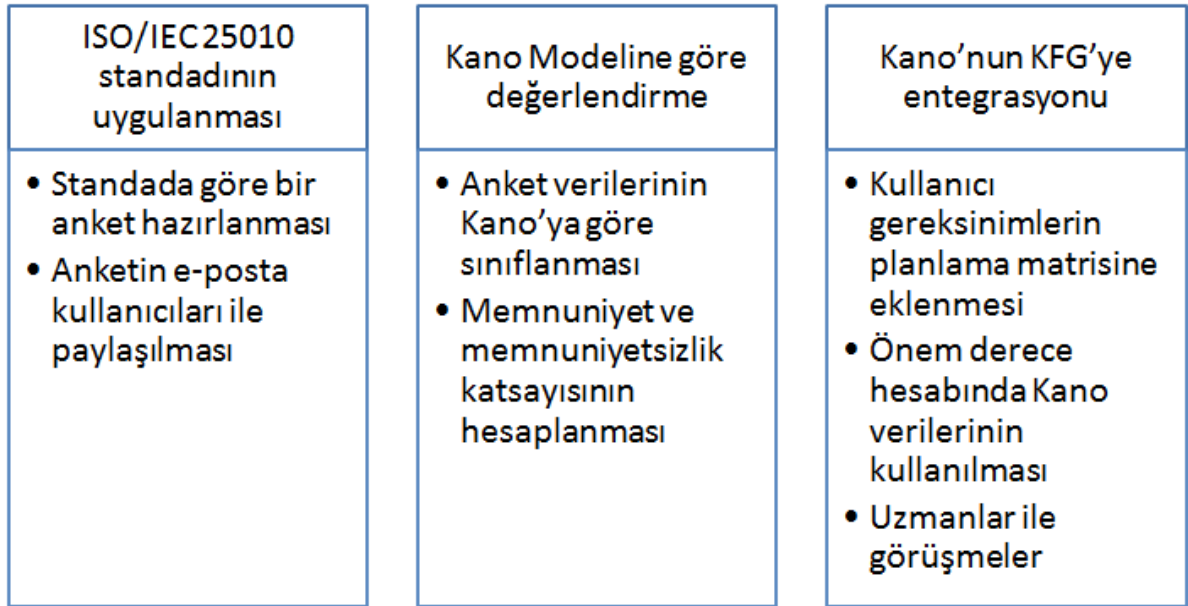 ISO/IEC 25010
standadının
uygulanması
• Standada göre bir
anket hazırlanması
• Anketin e-posta
kullanıcıları ile
paylaşılması
Kano Modeline göre
değerlendirme
• Anket verilerinin
Kano’ya göre
sınıflanması
• Memnuniyet ve
memnuniyetsizlik
katsayısının
hesaplanması
Kano’nun KFG’ye
entegrasyonu
• Kullanıcı
gereksinimlerin
planlama matrisine
eklenmesi
• Önem derece
hesabında Kano
verilerinin
kullanılması
• Uzmanlar ile
görüşmeler